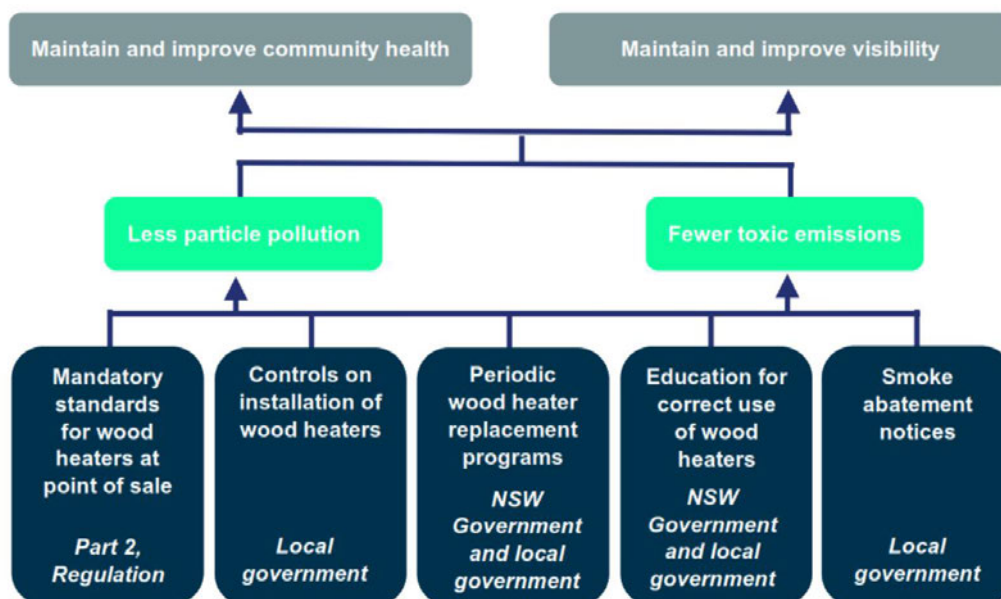 Maintain and improve community health
Maintain and improve visibility
Less particle pollution
Fewer toxic emissions
Mandatory
standards
for wood
heaters at
point of sale
Part 2,
Regulation
Controls on
installation of
wood heaters
Local
government
Periodic
wood heater
replacement
programs
NSW
Government
and local
government
Education for
correct use
of wood
heaters
NSW
Government
and local
government
Smoke
abatement
notices
Local
government